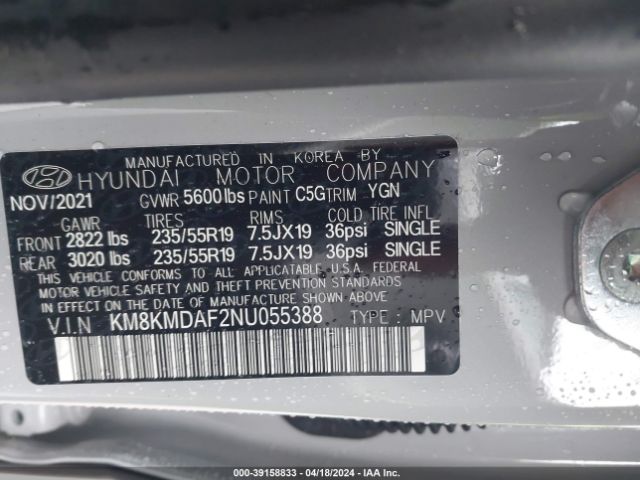 MANUFACTURED IN KOREA BY
HYUNDAI MOTOR COMPANY
NOV/2021 GVWR 5600 lbs PAINT C5G TRIM YGN
GAWR TIRES RIMS COLD TIRE INFL
FRONT 2822 lbs 235/55R19 7.5JX19 36psi SINGLE
REAR 3020 lbs 235/55R19 7.5JX19 36psi SINGLE
THIS VEHICLE CONFORMS TO ALL APPLICABLE U.S.A. FEDERAL
MOTOR VEHICLE SAFETY AND THEFT PREVENTION STANDARDS
IN EFFECT ON THE DATE OF MANUFACTURE SHOWN ABOVE.
V.I.N KM8KMDAF2NU055388 TYPE : MPV
000-39158833 - 04/18/2024 - IAA Inc.